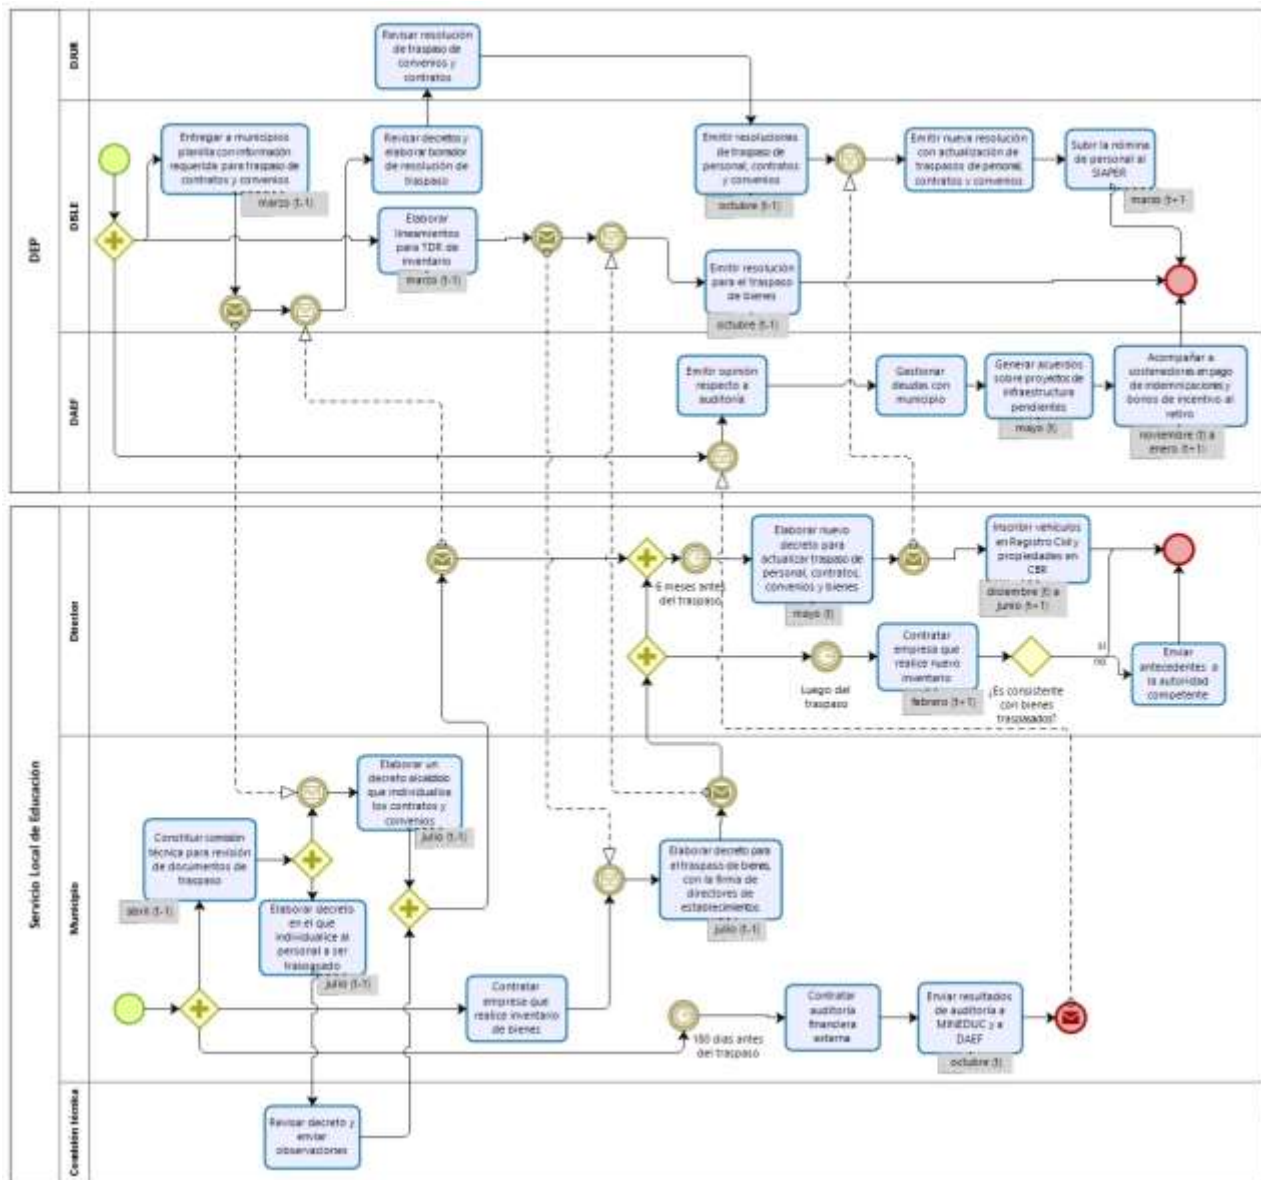 DEP
DJUR
Revisar resolución
de traspaso de
convenios y
contratos
DISLE
Entregar a municipios
planilla con información
requerida para traspaso de
contratos y convenios
marzo (t-1)
Revisar decretos y
elaborar borrador
de resolución de
traspaso
Elaborar
lineamientos
para TDR de
inventario
marzo (t-1)
Emitir resoluciones
de traspaso de
personal, contratos
y convenios
octubre (t-1)
Emitir nueva resolución
con actualización de
traspasos de personal,
contratos y convenios
Subir la nómina
de personal al
SIAPER
marzo (t+1
Emitir resolución
para el traspaso
de bienes
octubre (t-1)
DAEF
Emitir opinión
respecto a
auditoría
Gestionar
deudas con
municipio
Generar acuerdos
sobre proyectos de
infraestructura
pendientes
mayo (t)
Acompañar a
sostenedores en pago
de indemnizaciones y
bonos de incentivo al
retiro
noviembre (t) a
enero (t+1)
Servicio Local de Educación
Director
6 meses antes
del traspaso
Elaborar nuevo
decreto para
actualizar traspaso de
personal, contratos,
convenios y bienes
mayo (t)
Inscribir vehículos
en Registro Civil y
propiedades en
CBR
diciembre (t) a
junio (t+1)
Luego del
traspaso
Contratar
empresa que
realice nuevo
inventario
febrero (t+1)
¿Es consistente
con bienes
traspasados?
si
no
Enviar
antecedentes a
la autoridad
competente
Municipio
Constituir comisión
técnica para revisión
de documentos de
traspaso
abril (t-1)
Elaborar un
decreto alcaldicio
que individualice
los contratos y
convenios
julio (t-1)
Elaborar decreto
en el que
individualice al
personal a ser
traspasado
julio (t-1)
Contratar
empresa que
realice inventario
de bienes
Elaborar decreto para
el traspaso de bienes,
con la firma de
directores de
establecimientos
julio (t-1)
180 días antes
del traspaso
Contratar
auditoría
financiera
externa
Enviar resultados
de auditoría a
MINEDUC y a
DAEF
octubre (t)
Comisión técnica
Revisar decreto y
enviar
observaciones